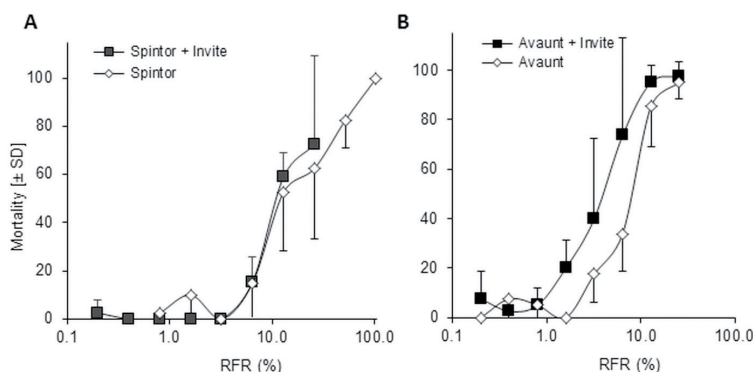 A
Spintor + Invite
Spintor
Mortality [± SD]
100
80
60
40
20
0
0.1
1.0
10.0
100.0
RFR (%)
B
Avaunt + Invite
Avaunt
100
80
60
40
20
0
0.1
1.0
10.0
100.0
RFR (%)